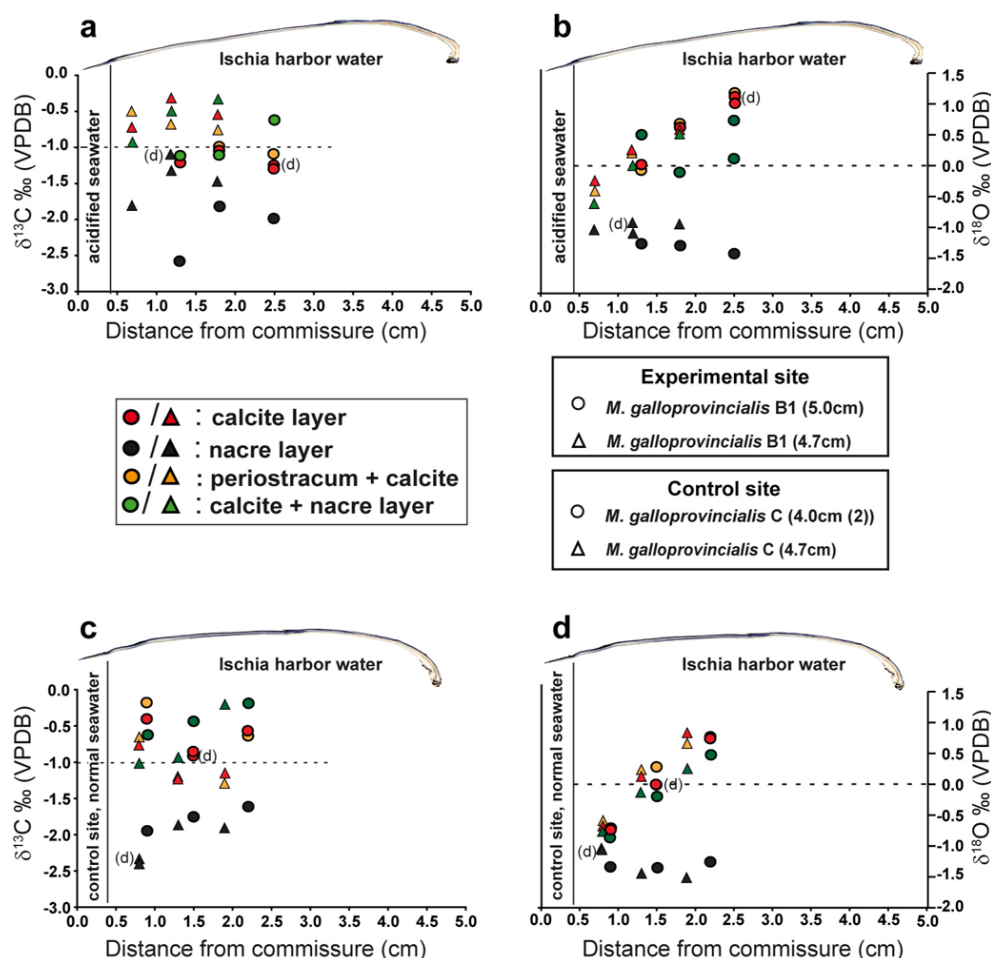 a
Ischia harbor water
0.0
-0.5
-1.0
-1.5
-2.0
-2.5
-3.0
δ13C ‰ (VPDB)
acidified seawater
(d)
(d)
0.0 0.5 1.0 1.5 2.0 2.5 3.0 3.5 4.0 4.5 5.0
Distance from commissure (cm)
b
Ischia harbor water
acidified seawater
(d)
(d)
1.5
1.0
0.5
0.0
-0.5
-1.0
-1.5
-2.0
δ18O ‰ (VPDB)
0.0 0.5 1.0 1.5 2.0 2.5 3.0 3.5 4.0 4.5 5.0
Distance from commissure (cm)
/ : calcite layer
/ : nacre layer
/ : periostracum + calcite
/ : calcite + nacre layer
Experimental site
M. galloprovincialis B1 (5.0cm)
M. galloprovincialis B1 (4.7cm)
Control site
M. galloprovincialis C (4.0cm (2))
M. galloprovincialis C (4.7cm)
c
Ischia harbor water
0.0
-0.5
-1.0
-1.5
-2.0
-2.5
-3.0
δ13C ‰ (VPDB)
control site, normal seawater
(d)
(d)
0.0 0.5 1.0 1.5 2.0 2.5 3.0 3.5 4.0 4.5 5.0
Distance from commissure (cm)
d
Ischia harbor water
control site, normal seawater
(d)
(d)
1.5
1.0
0.5
0.0
-0.5
-1.0
-1.5
-2.0
δ18O ‰ (VPDB)
0.0 0.5 1.0 1.5 2.0 2.5 3.0 3.5 4.0 4.5 5.0
Distance from commissure (cm)